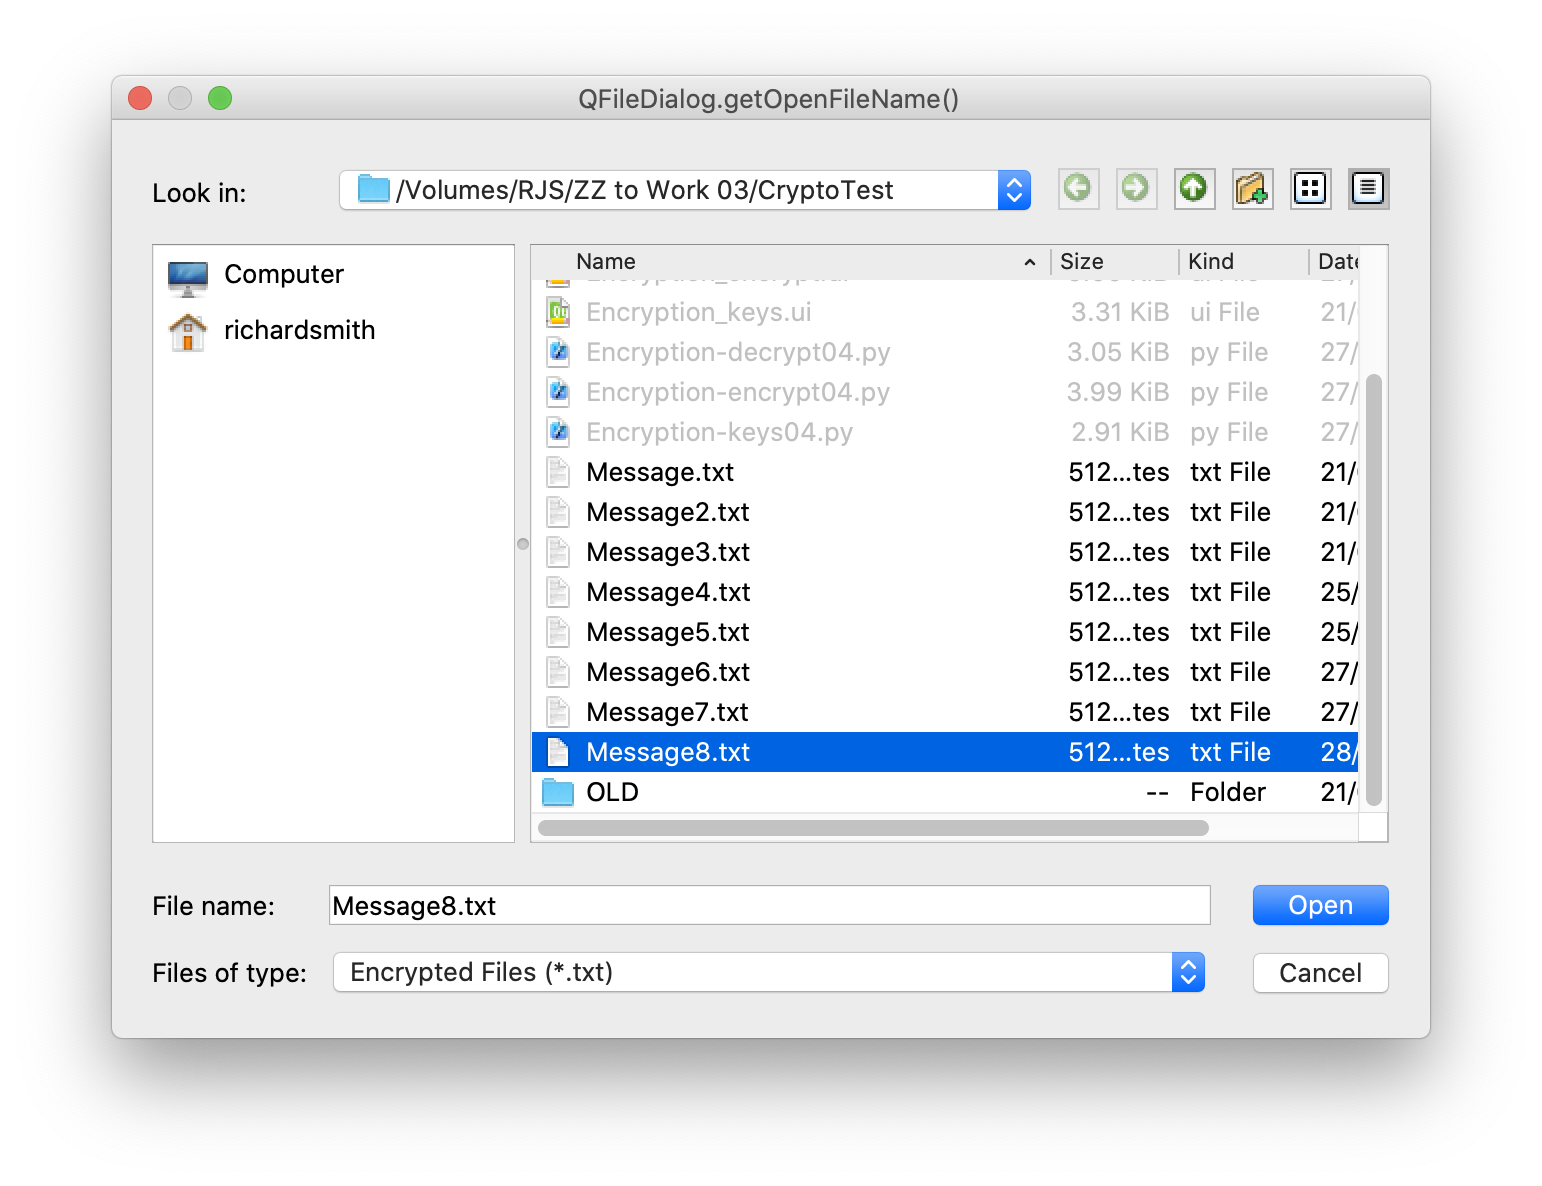 QFileDialog.getOpenFileName()
Look in: /Volumes/RJS/ZZ to Work 03/CryptoTest
Computer
richardsmith
Name Size Kind Date
Encryption_keys.ui 3.31 KiB ui File 21/
Encryption-decrypt04.py 3.05 KiB py File 27/
Encryption-encrypt04.py 3.99 KiB py File 27/
Encryption-keys04.py 2.91 KiB py File 27/
Message.txt 512...tes txt File 21/
Message2.txt 512...tes txt File 21/
Message3.txt 512...tes txt File 21/
Message4.txt 512...tes txt File 25/
Message5.txt 512...tes txt File 25/
Message6.txt 512...tes txt File 27/
Message7.txt 512...tes txt File 27/
Message8.txt 512...tes txt File 28/
OLD -- Folder 21/
File name: Message8.txt Open
Files of type: Encrypted Files (*.txt) Cancel